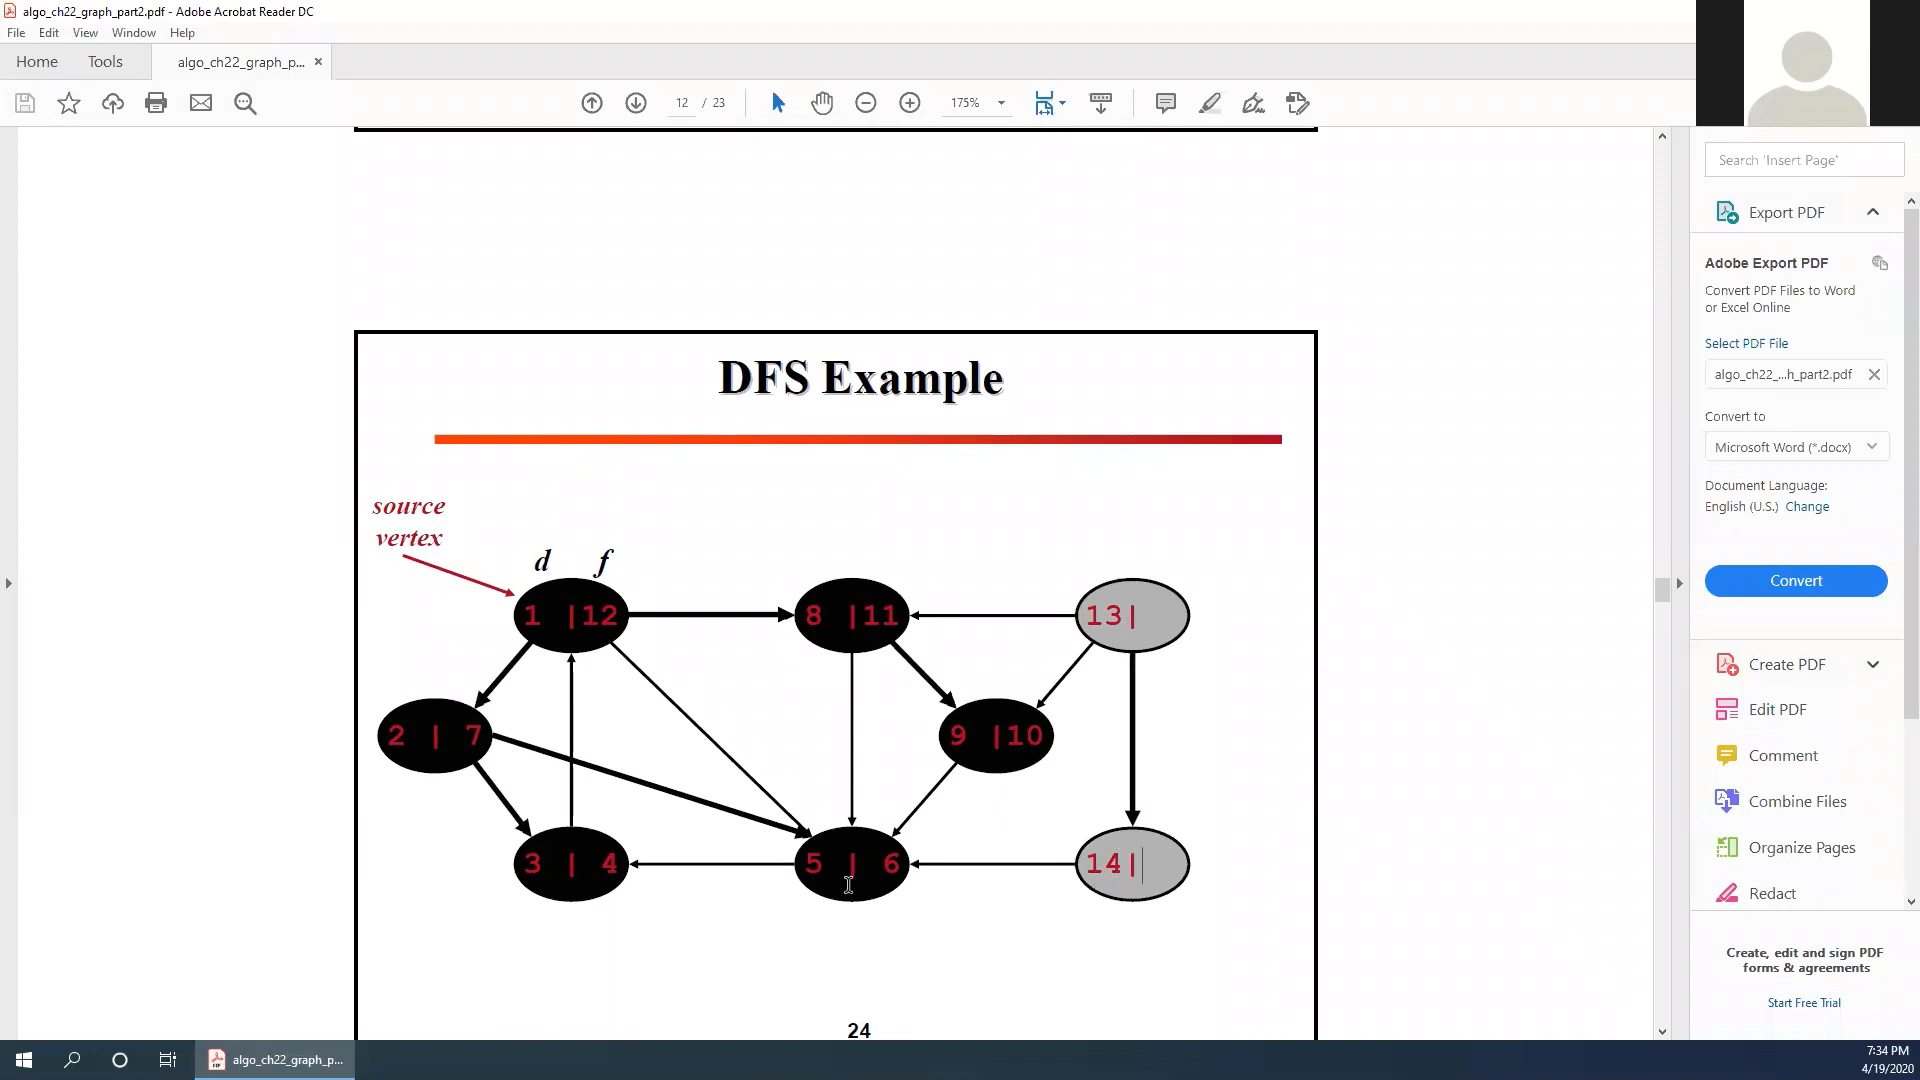 algo_ch22_graph_part2.pdf - Adobe Acrobat Reader DC
File Edit View Window Help
Home Tools algo_ch22_graph_p... ×
12 / 23 175%
Search 'Insert Page'
Export PDF
Adobe Export PDF
Convert PDF Files to Word
or Excel Online
Select PDF File
algo_ch22_...h_part2.pdf
Convert to
Microsoft Word (*.docx)
Document Language:
English (U.S.) Change
Convert
Create PDF
Edit PDF
Comment
Combine Files
Organize Pages
Redact
Create, edit and sign PDF
forms & agreements
Start Free Trial
DFS Example
source
vertex
d f
1 |12 8 |11 13|
2 | 7 9 |10
3 | 4 5 | 6 14|
24
algo_ch22_graph_p...
7:34 PM
4/19/2020